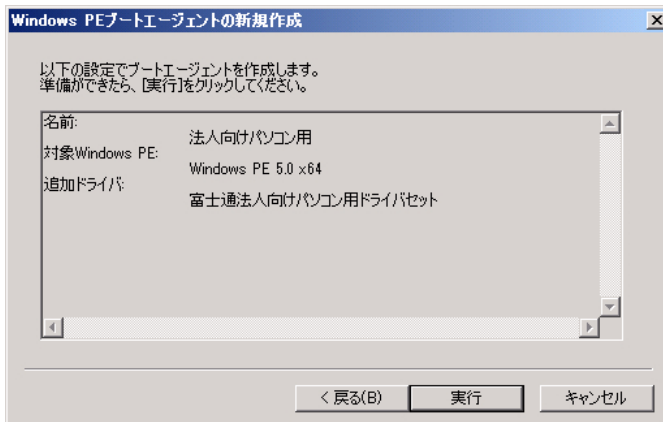 Windows PEブートエージェントの新規作成
以下の設定でブートエージェントを作成します。
準備ができたら、[実行]をクリックしてください。
名前:
法人向けパソコン用
対象Windows PE:
Windows PE 5.0 x64
追加ドライバ:
富士通法人向けパソコン用ドライバセット
< 戻る(B)
実行
キャンセル